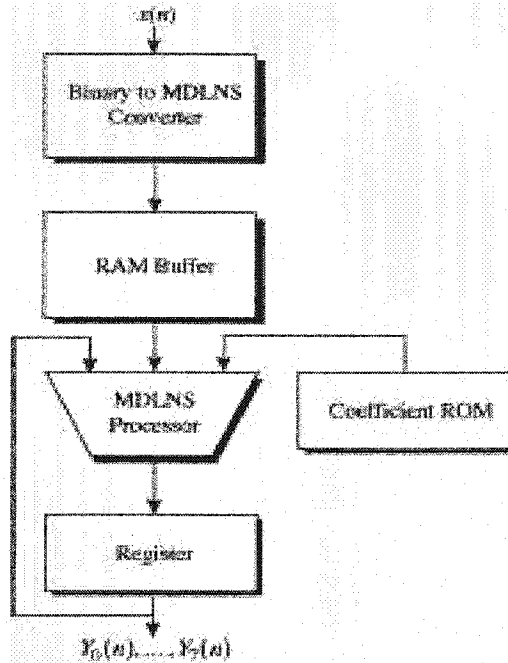 x(n)
Binary to MDLNS
Converter
RAM Buffer
MDLNS
Processor
Coefficient ROM
Register
Y₀(n),....., Y₇(n)